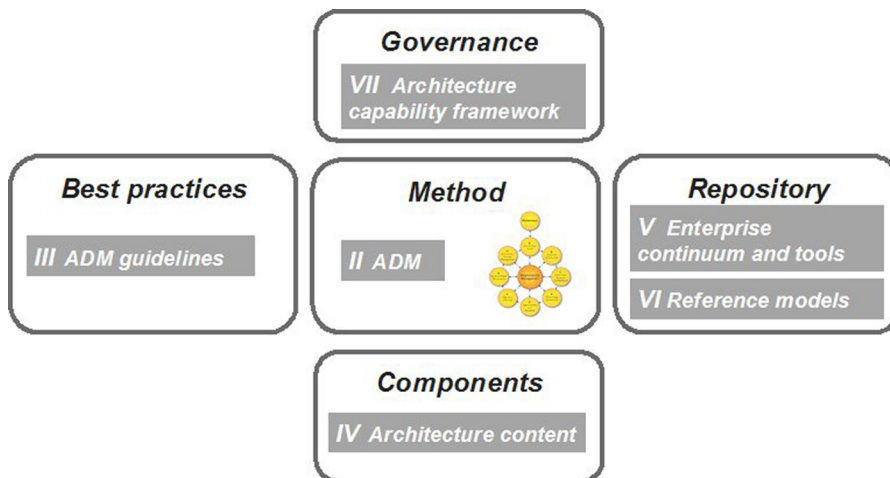 Governance
VII Architecture
capability framework
Best practices
III ADM guidelines
Method
II ADM
Repository
V Enterprise
continuum and tools
VI Reference models
Components
IV Architecture content